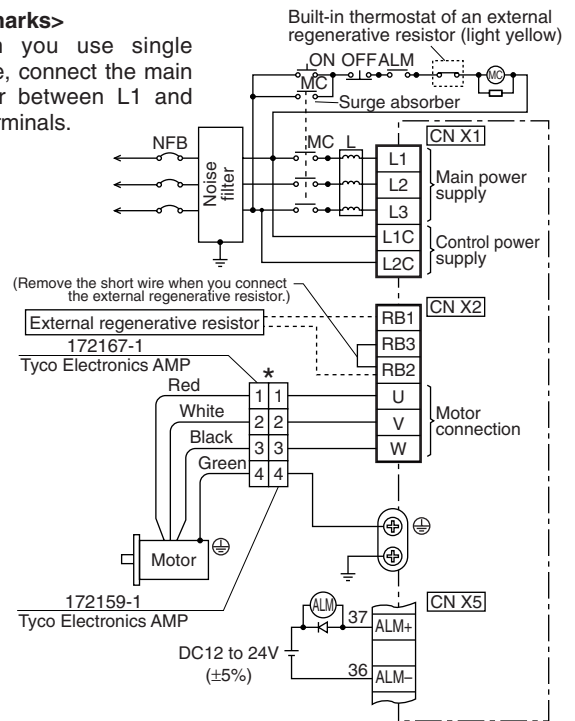 Built-in thermostat of an external
regenerative resistor (light yellow)
you use single
connect the main
between L1 and
ON OFF ALM
MC
MC
Surge absorber
NFB
Noise
filter
MC L
CN X1
L1
L2
L3
L1C
L2C
Main power
supply
Control power
supply
(Remove the short wire when you connect
the external regenerative resistor.)
External regenerative resistor
CN X2
RB1
RB3
RB2
U
V
W
Motor
connection
172167-1
Tyco Electronics AMP
*
Red
White
Black
Green
1 1
2 2
3 3
4 4
Motor
172159-1
Tyco Electronics AMP
CN X5
ALM
37 ALM+
DC12 to 24V
(±5%)
36 ALM–